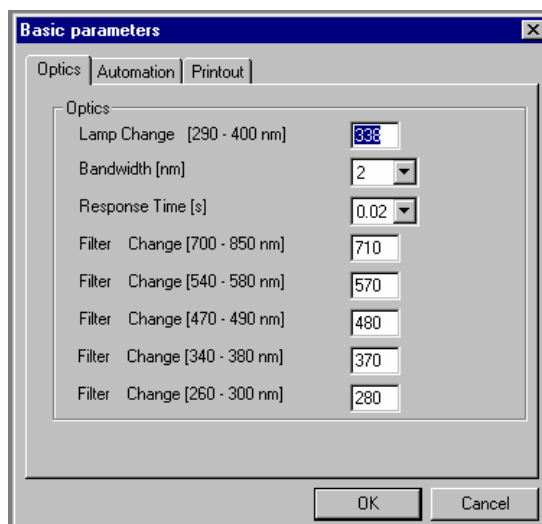 Basic parameters
Optics Automation Printout
Optics
Lamp Change [290 - 400 nm] 338
Bandwidth [nm] 2
Response Time [s] 0.02
Filter Change [700 - 850 nm] 710
Filter Change [540 - 580 nm] 570
Filter Change [470 - 490 nm] 480
Filter Change [340 - 380 nm] 370
Filter Change [260 - 300 nm] 280
OK Cancel